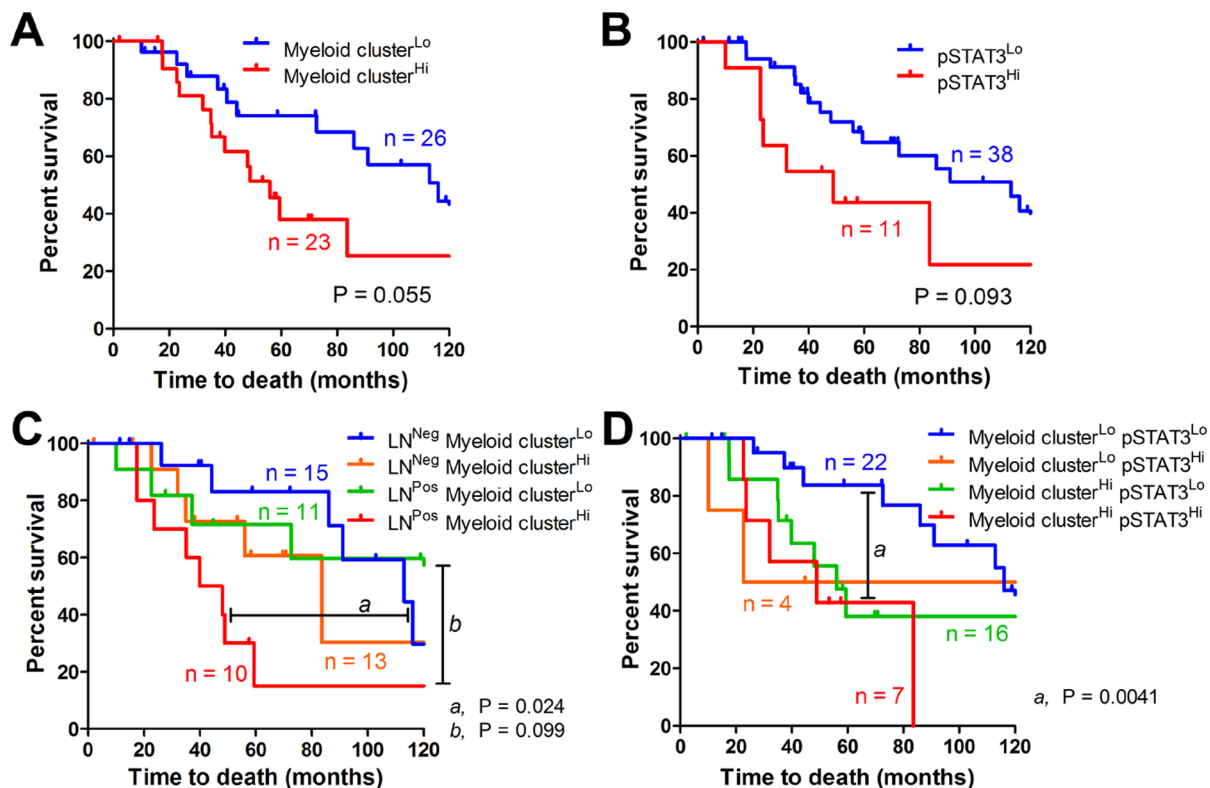 A
Percent survival
100
80
60
40
20
0
0 20 40 60 80 100 120
Time to death (months)
Myeloid cluster^Lo
Myeloid cluster^Hi
n = 26
n = 23
P = 0.055
B
Percent survival
100
80
60
40
20
0
0 20 40 60 80 100 120
Time to death (months)
pSTAT3^Lo
pSTAT3^Hi
n = 38
n = 11
P = 0.093
C
Percent survival
100
80
60
40
20
0
0 20 40 60 80 100 120
Time to death (months)
LN^Neg Myeloid cluster^Lo
LN^Neg Myeloid cluster^Hi
LN^Pos Myeloid cluster^Lo
LN^Pos Myeloid cluster^Hi
n = 15
n = 11
a
b
n = 13
n = 10
a, P = 0.024
b, P = 0.099
D
Percent survival
100
80
60
40
20
0
0 20 40 60 80 100 120
Time to death (months)
Myeloid cluster^Lo pSTAT3^Lo
Myeloid cluster^Lo pSTAT3^Hi
Myeloid cluster^Hi pSTAT3^Lo
Myeloid cluster^Hi pSTAT3^Hi
n = 22
a
n = 4
n = 16
n = 7
a, P = 0.0041